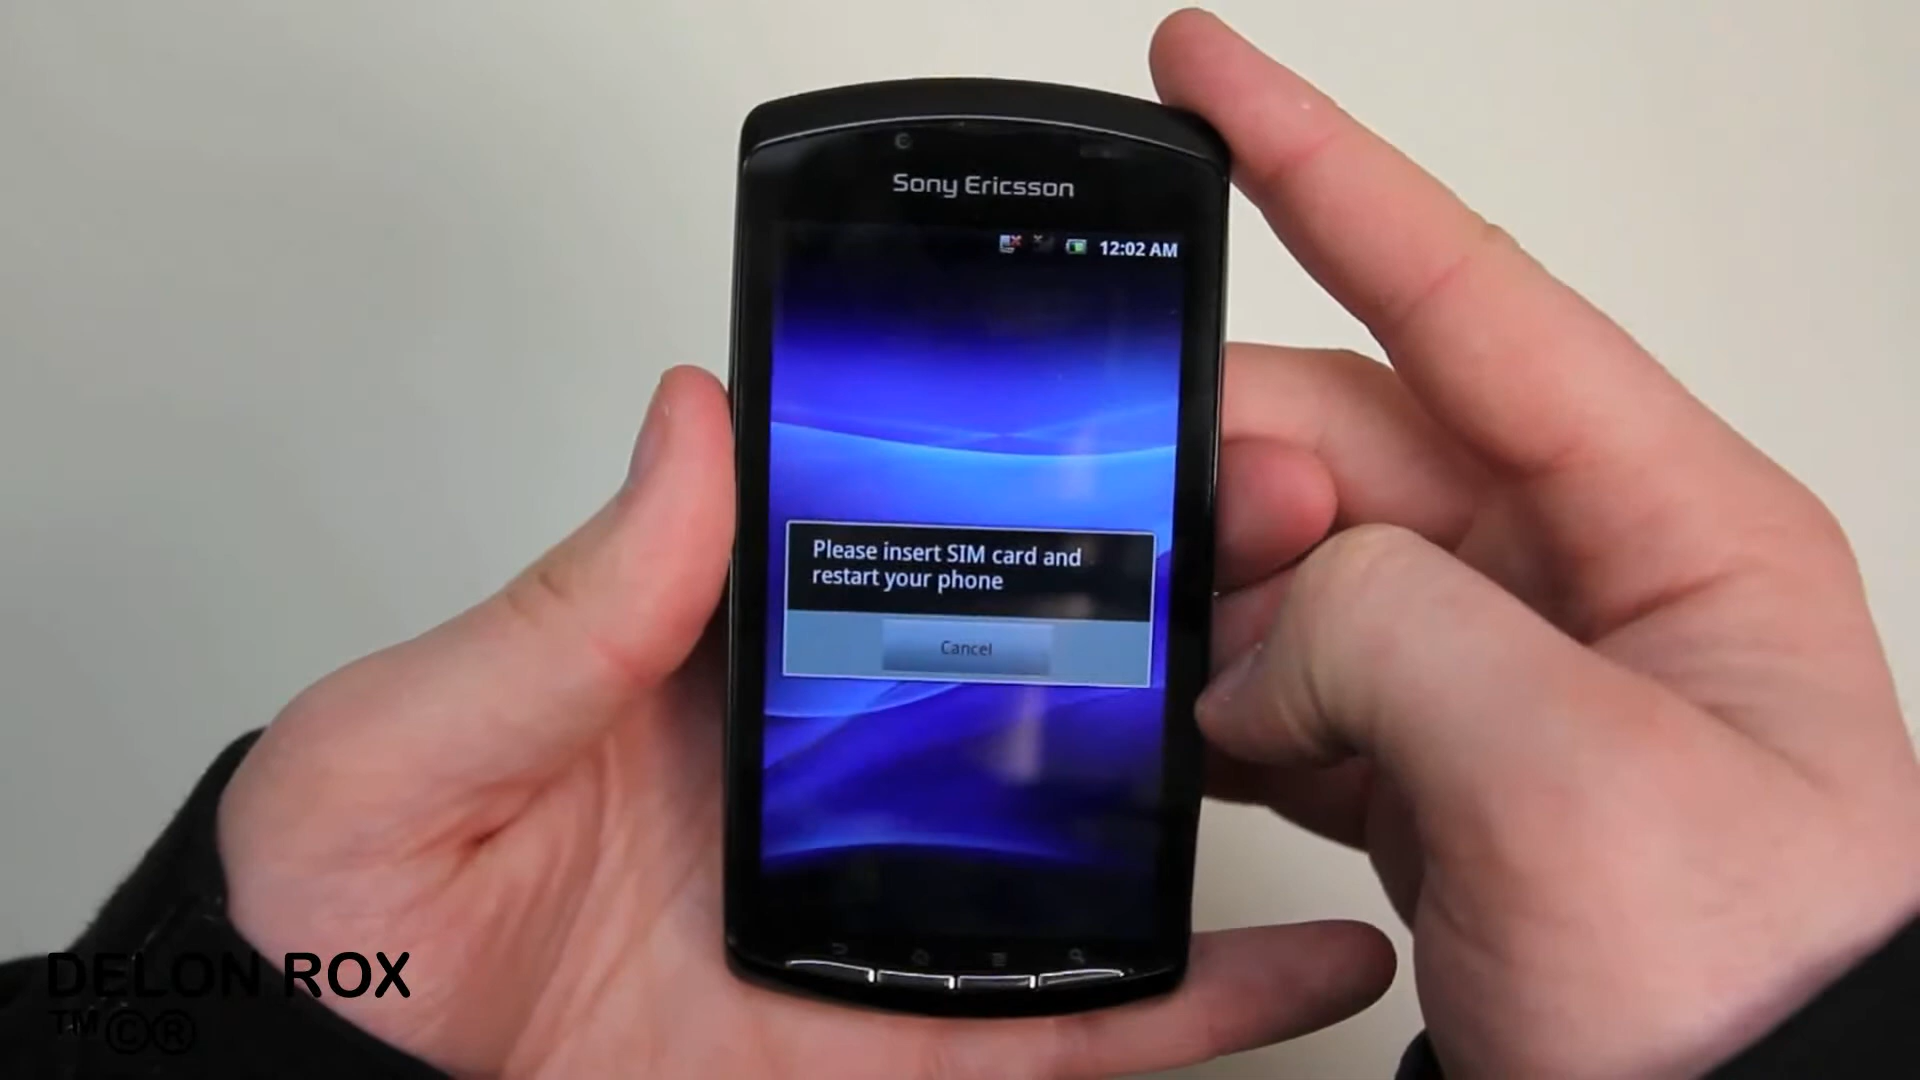 Sony Ericsson
12:02 AM
Please insert SIM card and
restart your phone
Cancel
DELON ROX
TM©®